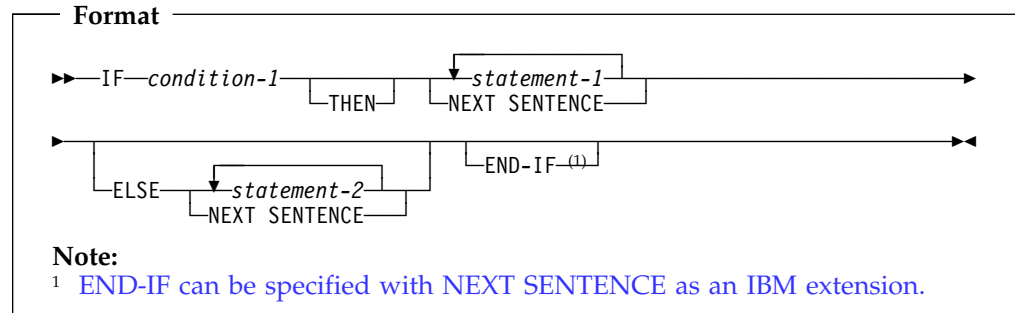 Format
IF condition-1 THEN statement-1
NEXT SENTENCE
ELSE statement-2
NEXT SENTENCE
END-IF (1)
Note:
1 END-IF can be specified with NEXT SENTENCE as an IBM extension.